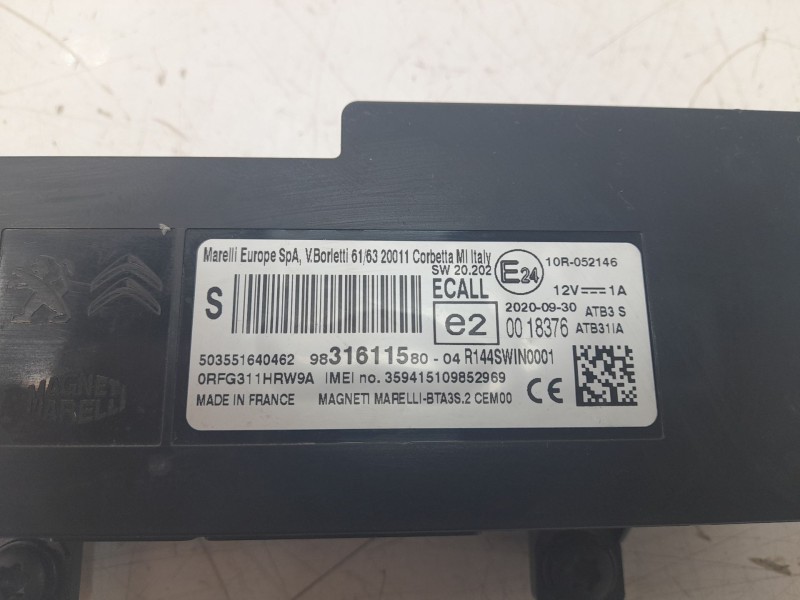 Marelli Europe SpA, V.Borletti 61/63 20011 Corbetta MI Italy
SW 20.202
E24
10R-052146
S
ECALL
12V 1A
2020-09-30 ATB3 S
e2
00 18376 ATB31IA
503551640462 9831611580-04 R144SWIN0001
0RFG311HRW9A IMEI no. 359415109852969
MADE IN FRANCE MAGNETI MARELLI-BTA3S.2 CEM00 CE
MAGNETI
MARELLI